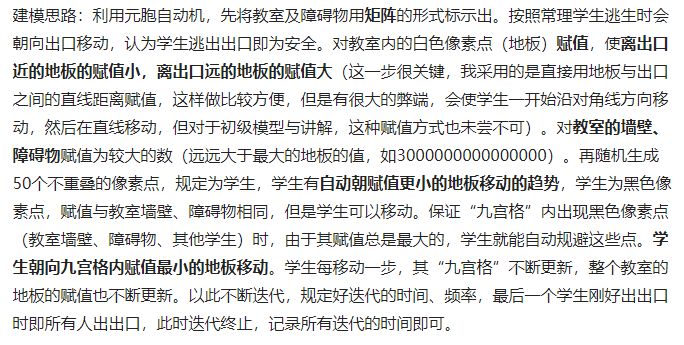 建模思路：利用元胞自动机，先将教室及障碍物用矩阵的形式标示出。按照常理学生逃生时会
朝向出口移动，认为学生逃出出口即为安全。对教室内的白色像素点（地板）赋值，使离出口
近的地板的赋值小，离出口远的地板的赋值大（这一步很关键，我采用的是直接用地板与出口
之间的直线距离赋值，这样做比较方便，但是有很大的弊端，会使学生一开始沿对角线方向移
动，然后在直线移动，但对于初级模型与讲解，这种赋值方式也未尝不可）。对教室的墙壁、
障碍物赋值为较大的数（远远大于最大的地板的值，如3000000000000000）。再随机生成
50个不重叠的像素点，规定为学生，学生有自动朝赋值更小的地板移动的趋势，学生为黑色像
素点，赋值与教室墙壁、障碍物相同，但是学生可以移动。保证“九宫格”内出现黑色像素点
（教室墙壁、障碍物、其他学生）时，由于其赋值总是最大的，学生就能自动规避这些点。学
生朝向九宫格内赋值最小的地板移动。学生每移动一步，其“九宫格”不断更新，整个教室的
地板的赋值也不断更新。以此不断迭代，规定好迭代的时间、频率，最后一个学生刚好出出口
时即所有人出出口，此时迭代终止，记录所有迭代的时间即可。